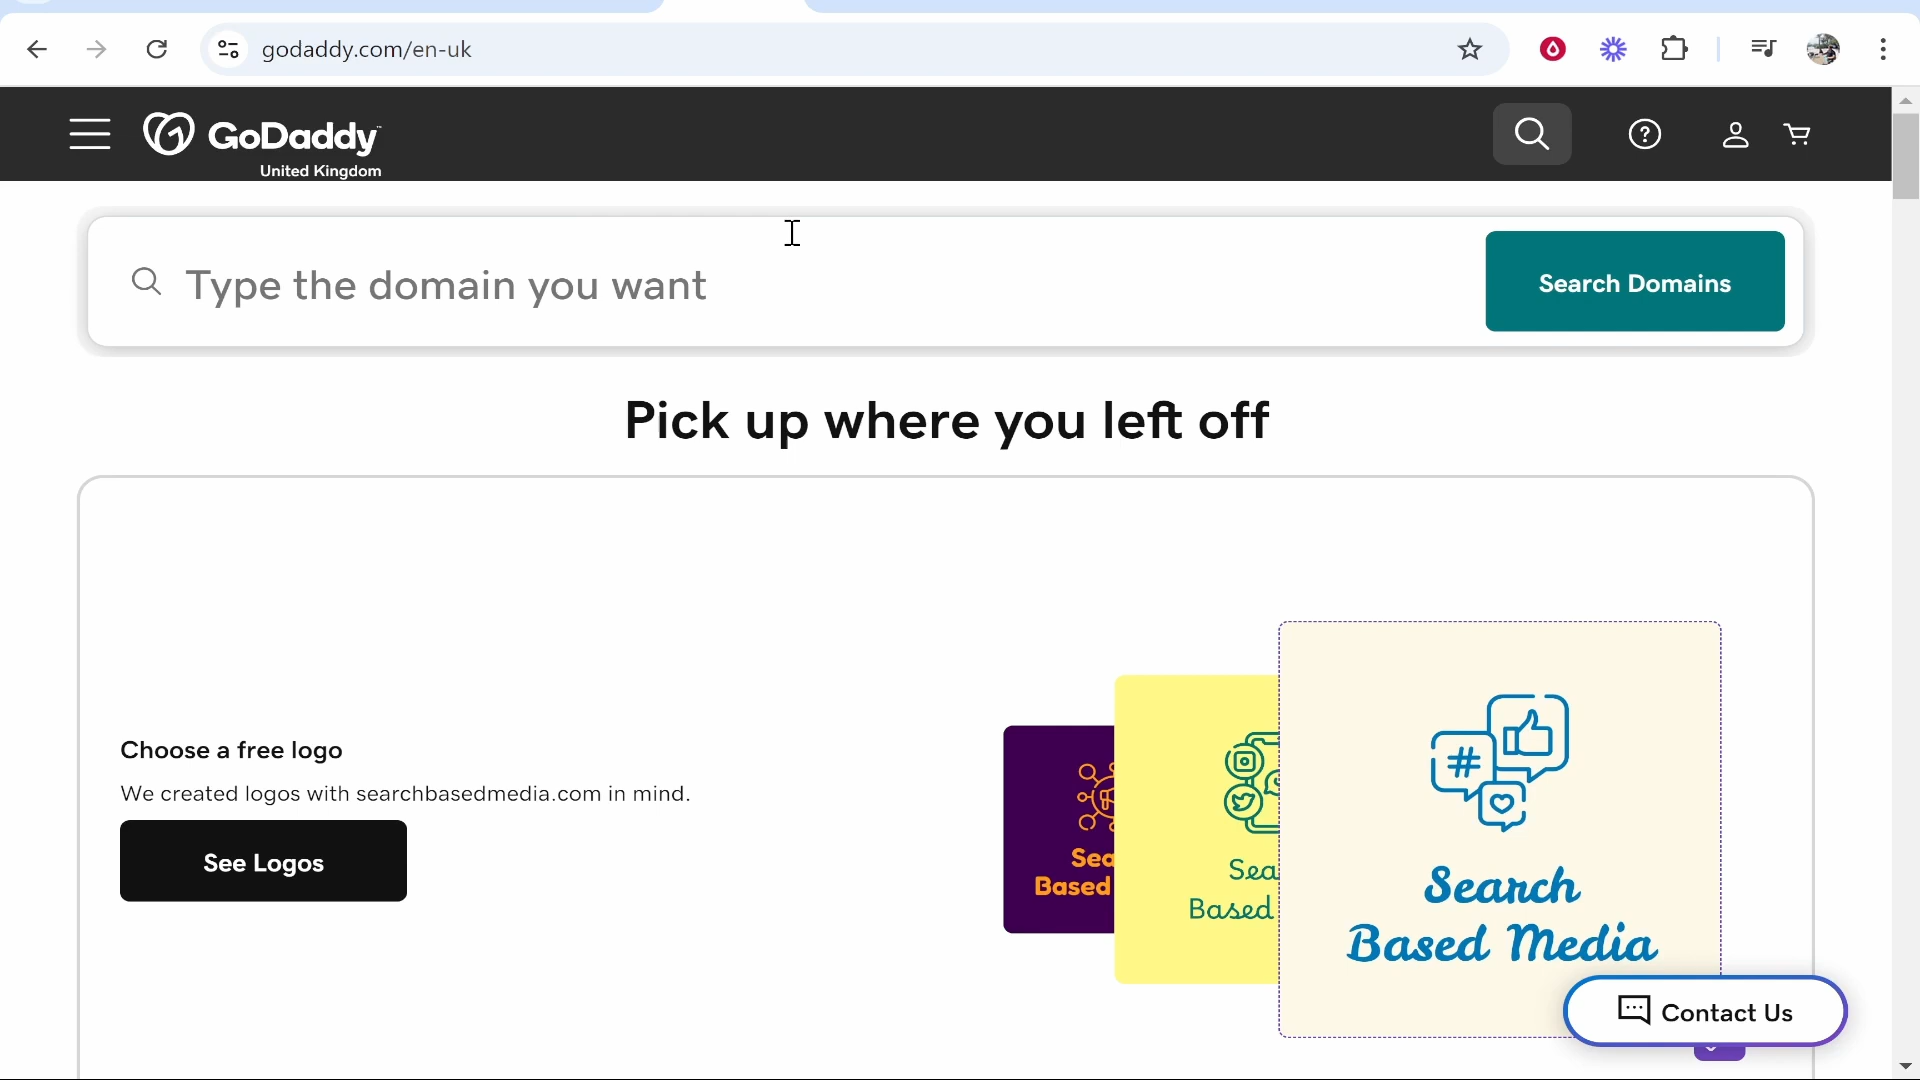 godaddy.com/en-uk
GoDaddy™
United Kingdom
Type the domain you want
Search Domains
Pick up where you left off
Choose a free logo
We created logos with searchbasedmedia.com in mind.
See Logos
Sea
Based
Sea
Based
#
Search
Based Media
Contact Us